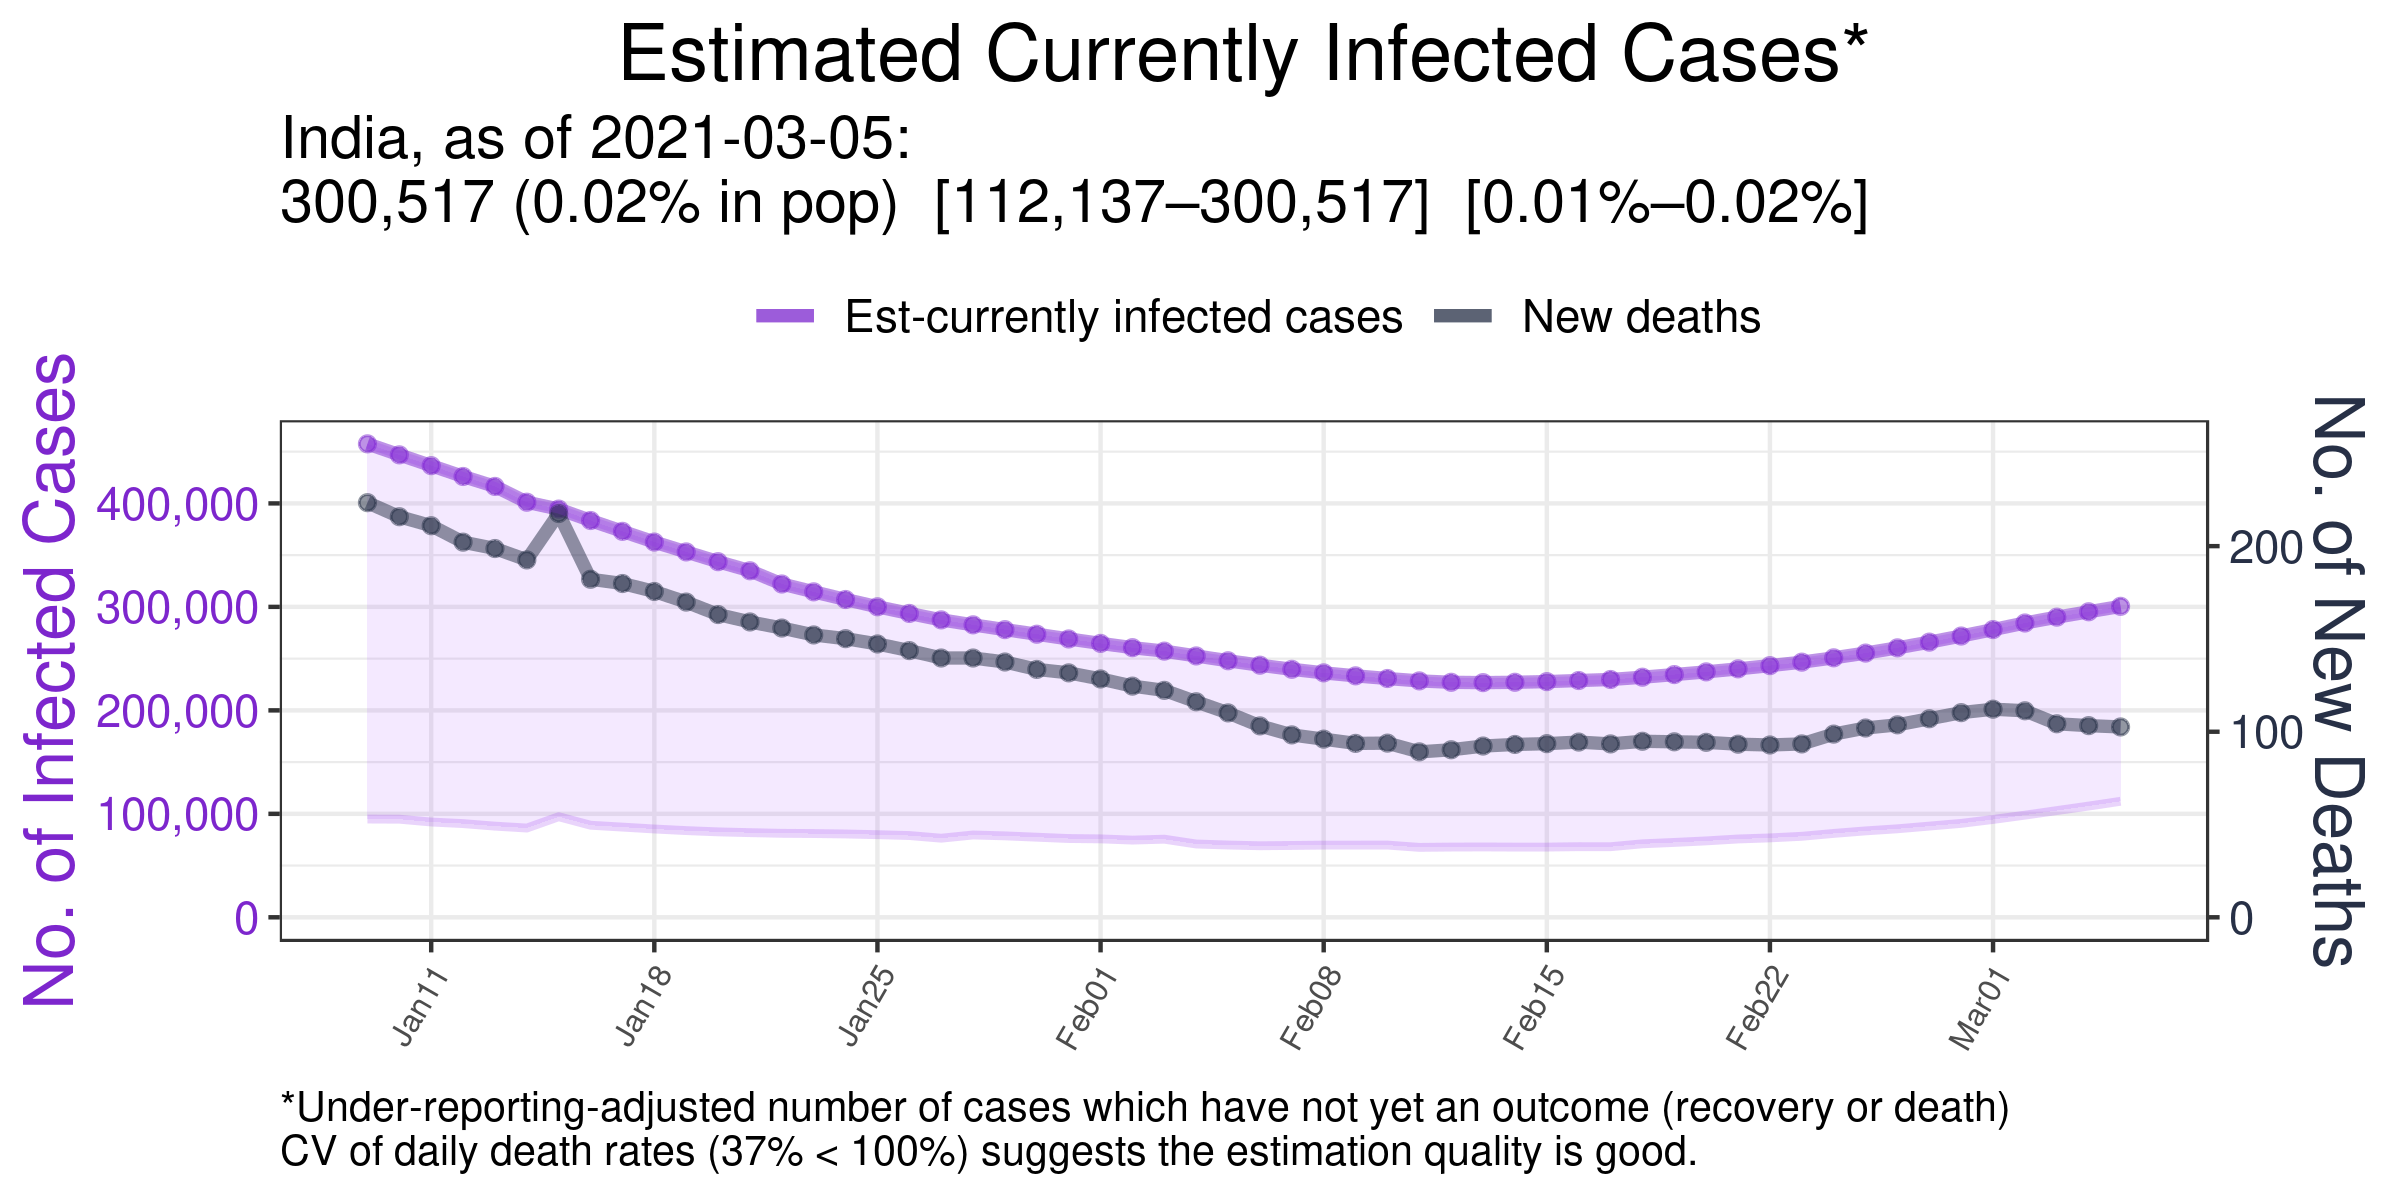 Estimated Currently Infected Cases*
India, as of 2021-03-05:
300,517 (0.02% in pop) [112,137–300,517] [0.01%–0.02%]
Est-currently infected cases
New deaths
No. of Infected Cases
400,000
300,000
200,000
100,000
0
No. of New Deaths
200
100
0
Jan11
Jan18
Jan25
Feb01
Feb08
Feb15
Feb22
Mar01
*Under-reporting-adjusted number of cases which have not yet an outcome (recovery or death)
CV of daily death rates (37% < 100%) suggests the estimation quality is good.